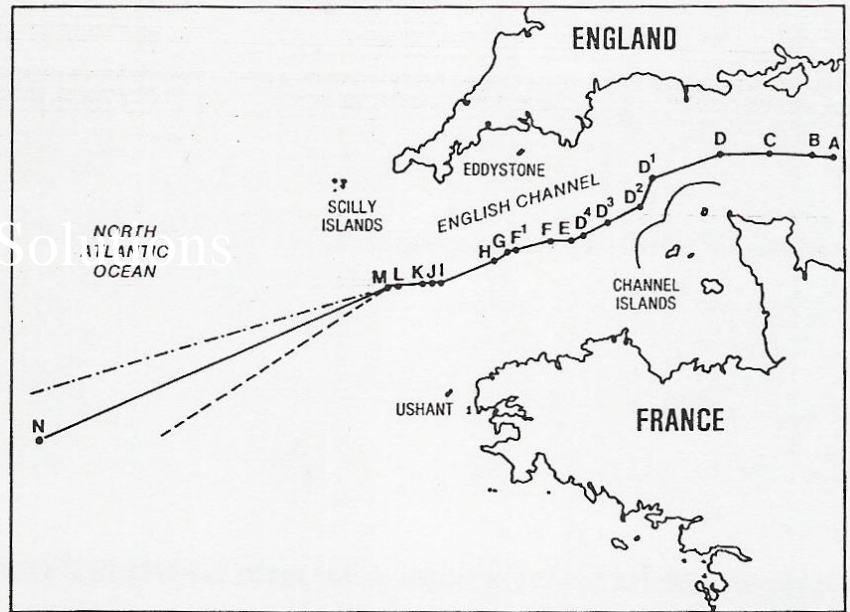 ENGLAND
D
C
B
A
EDDYSTONE
D¹
D²
ENGLISH CHANNEL
SCILLY
ISLANDS
D³
D⁴
E
F
F¹
G
H
NORTH
ATLANTIC
OCEAN
Solutions
CHANNEL
ISLANDS
M
L
K
J
I
USHANT
FRANCE
N